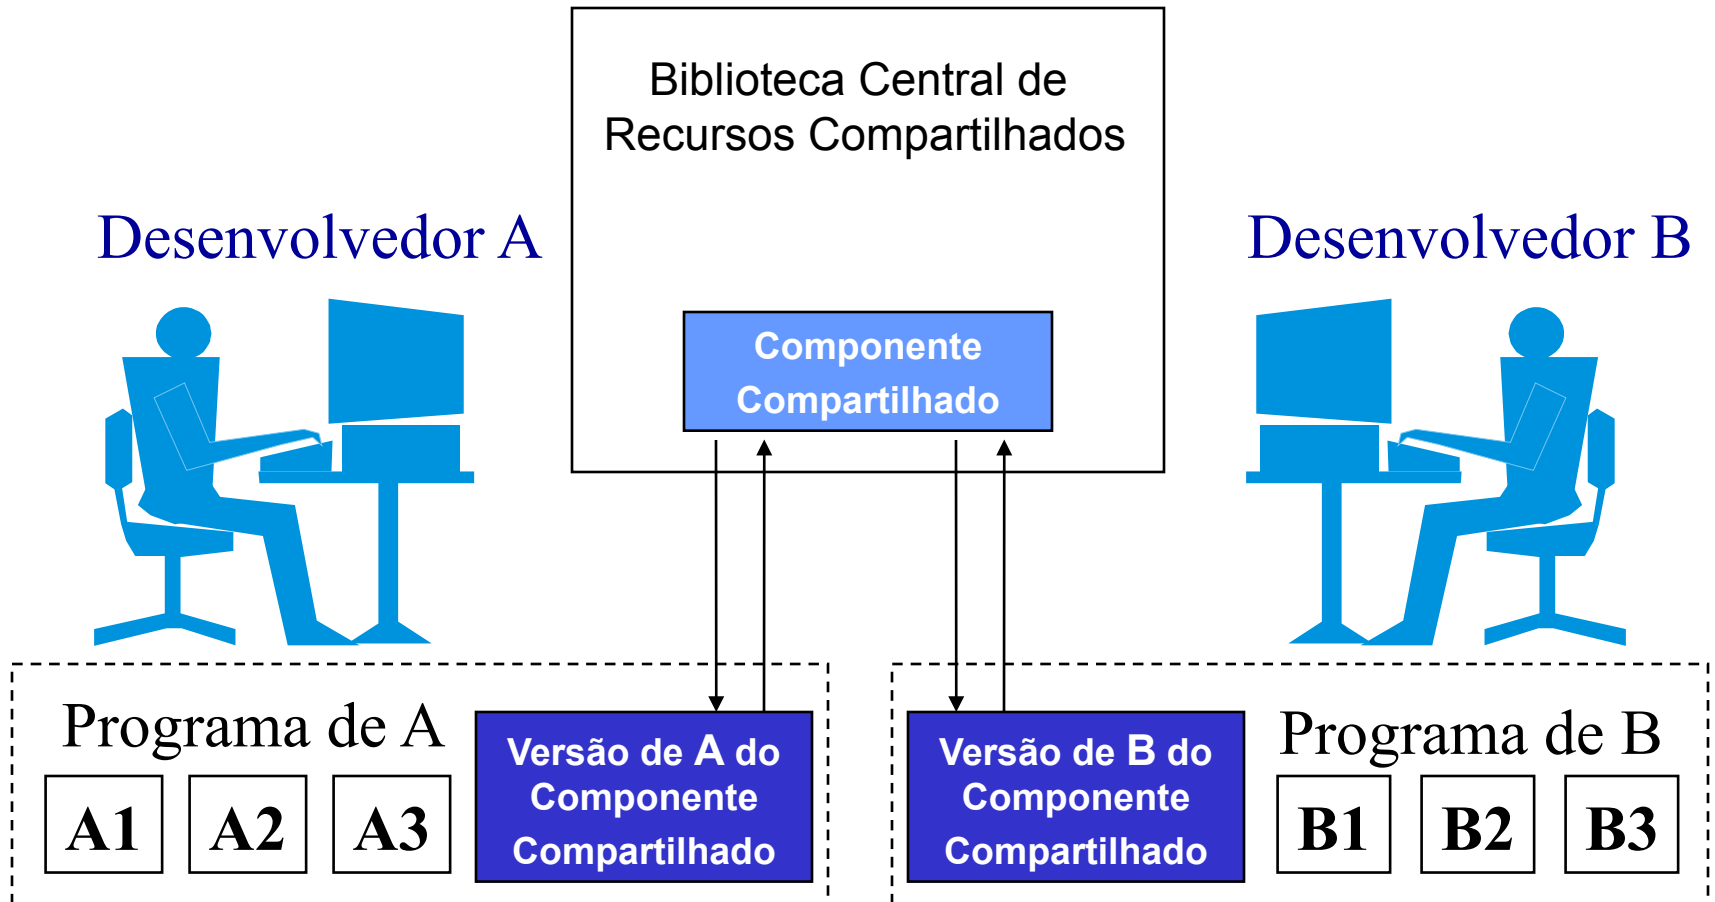 Biblioteca Central de
Recursos Compartilhados
Desenvolvedor A
Desenvolvedor B
Componente
Compartilhado
Programa de A
A1 A2 A3
Versão de A do
Componente
Compartilhado
Versão de B do
Componente
Compartilhado
Programa de B
B1 B2 B3